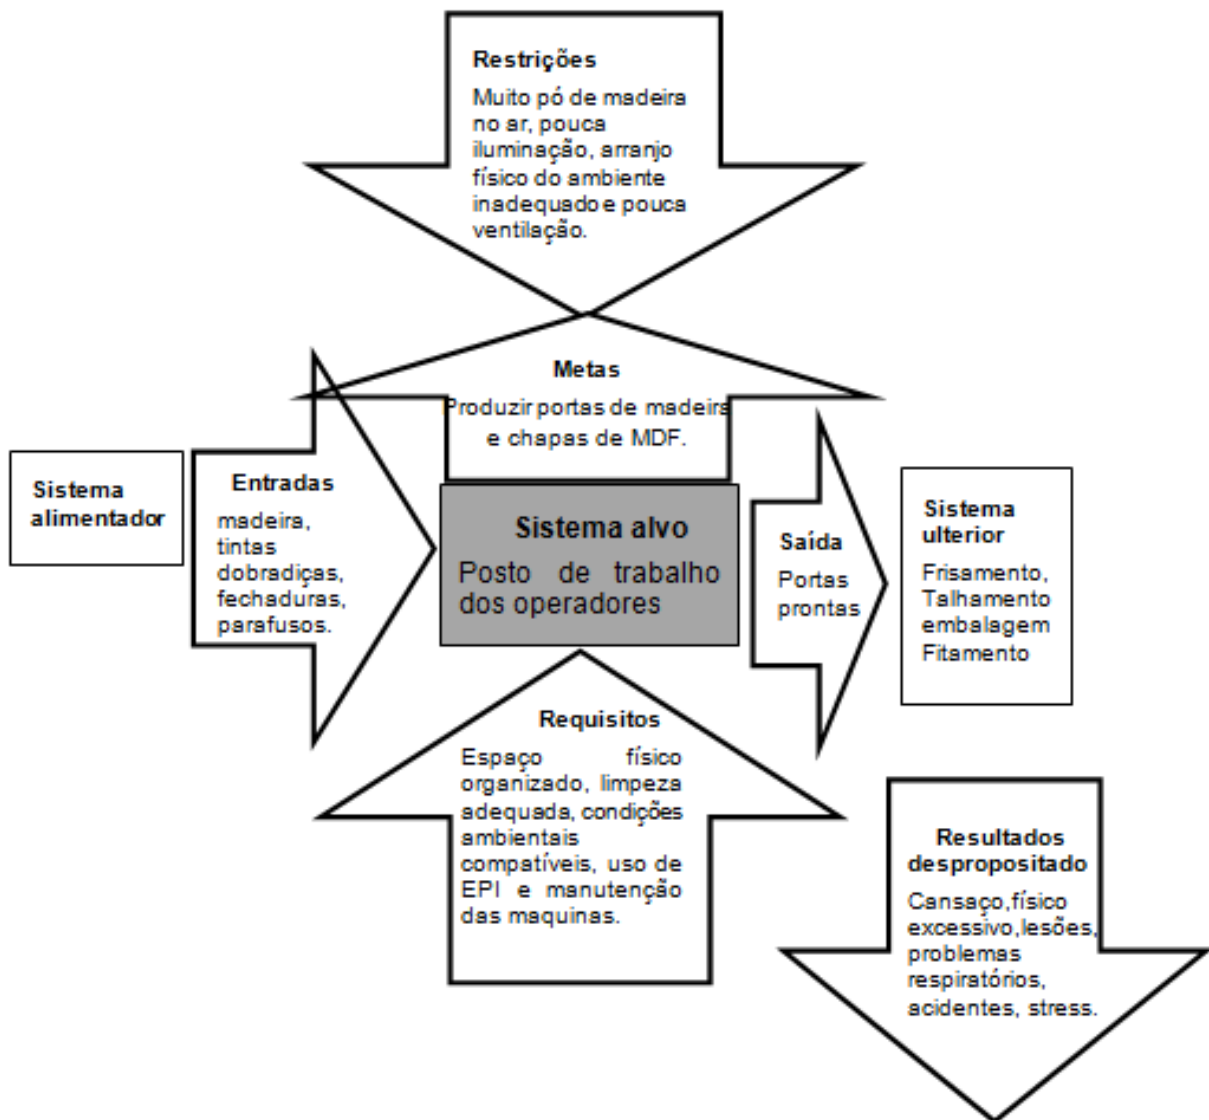 Restrições
Muito pó de madeira
no ar, pouca
iluminação, arranjo
físico do ambiente
inadequado e pouca
ventilação.
Metas
Produzir portas de madeira
e chapas de MDF.
Sistema
alimentador
Entradas
madeira,
tintas
dobradiças,
fechaduras,
parafusos.
Sistema alvo
Posto de trabalho
dos operadores
Saída
Portas
prontas
Sistema
ulterior
Frisamento,
Talhamento
embalagem
Fitamento
Requisitos
Espaço físico
organizado, limpeza
adequada, condições
ambientais
compatíveis, uso de
EPI e manutenção
das maquinas.
Resultados
despropositado
Cansaço,físico
excessivo,lesões,
problemas
respiratórios,
acidentes, stress.